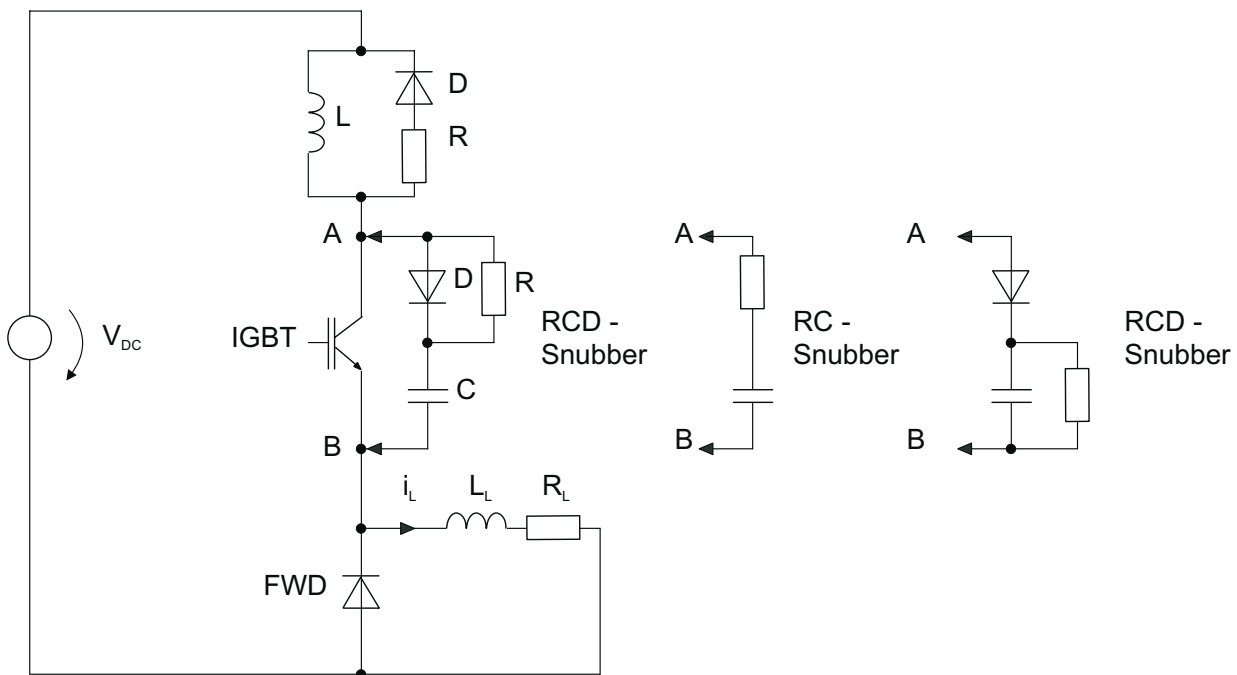 D
L
R
A
D
R
IGBT
C
B
RCD -
Snubber
A
RC -
Snubber
B
A
RCD -
Snubber
B
V_DC
i_L
L_L
R_L
FWD